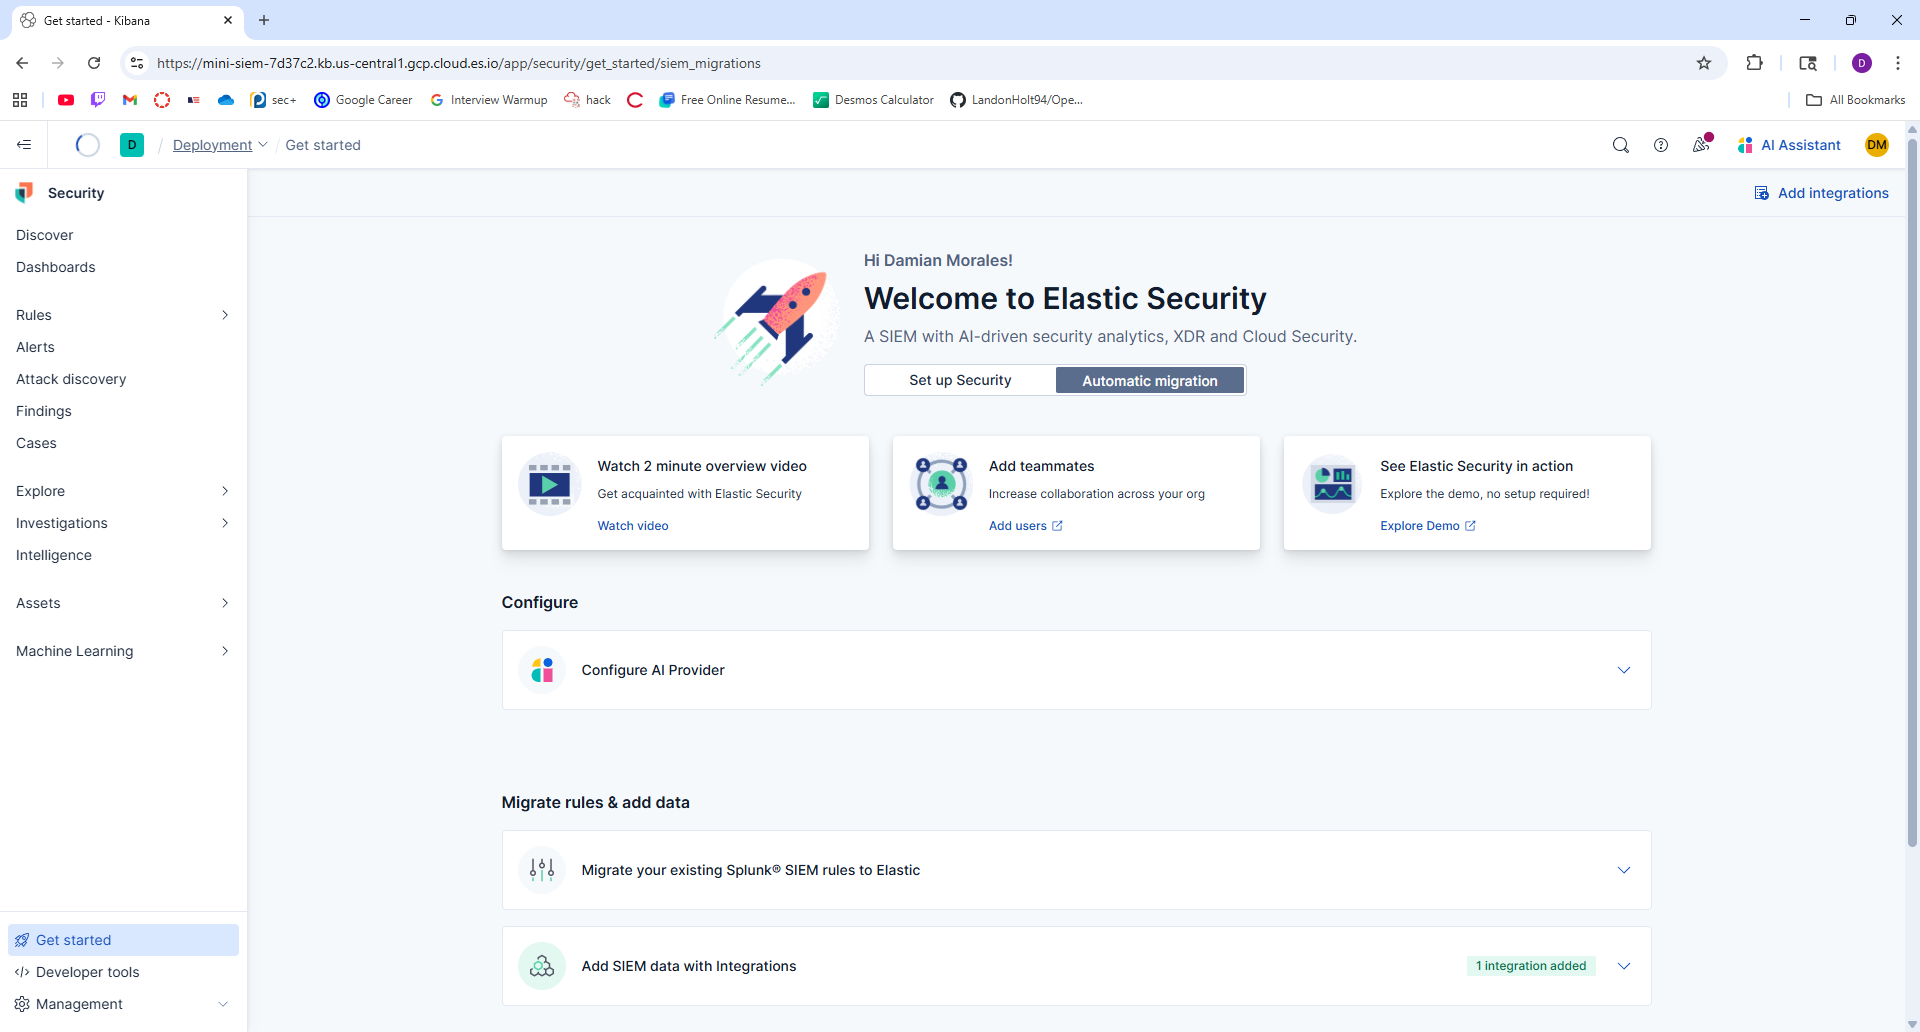 Get started - Kibana
https://mini-siem-7d37c2.kb.us-central1.gcp.cloud.es.io/app/security/get_started/siem_migrations
D
sec+
Google Career
Interview Warmup
hack
Free Online Resume...
Desmos Calculator
LandonHolt94/Ope...
All Bookmarks
D
/ Deployment / Get started
AI Assistant
DM
Security
Add integrations
Discover
Dashboards
Rules
Alerts
Attack discovery
Findings
Cases
Explore
Investigations
Intelligence
Assets
Machine Learning
Get started
Developer tools
Management
Hi Damian Morales!
Welcome to Elastic Security
A SIEM with AI-driven security analytics, XDR and Cloud Security.
Set up Security
Automatic migration
Watch 2 minute overview video
Get acquainted with Elastic Security
Watch video
Add teammates
Increase collaboration across your org
Add users
See Elastic Security in action
Explore the demo, no setup required!
Explore Demo
Configure
Configure AI Provider
Migrate rules & add data
Migrate your existing Splunk® SIEM rules to Elastic
Add SIEM data with Integrations
1 integration added